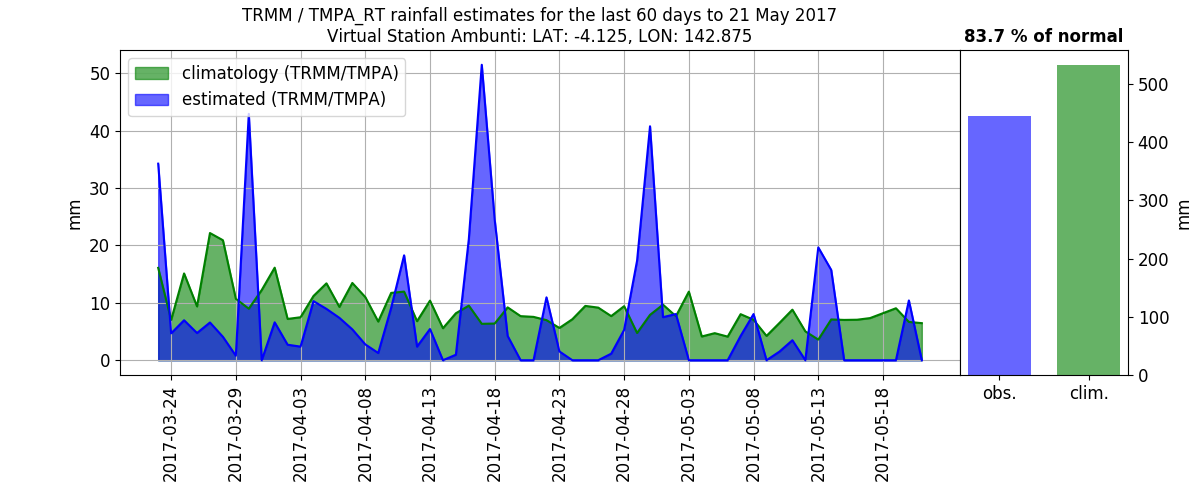 TRMM / TMPA_RT rainfall estimates for the last 60 days to 21 May 2017
Virtual Station Ambunti: LAT: -4.125, LON: 142.875
83.7 % of normal
climatology (TRMM/TMPA)
estimated (TRMM/TMPA)
mm
50
40
30
20
10
0
2017-03-24
2017-03-29
2017-04-03
2017-04-08
2017-04-13
2017-04-18
2017-04-23
2017-04-28
2017-05-03
2017-05-08
2017-05-13
2017-05-18
500
400
300
200
100
0
mm
obs.
clim.